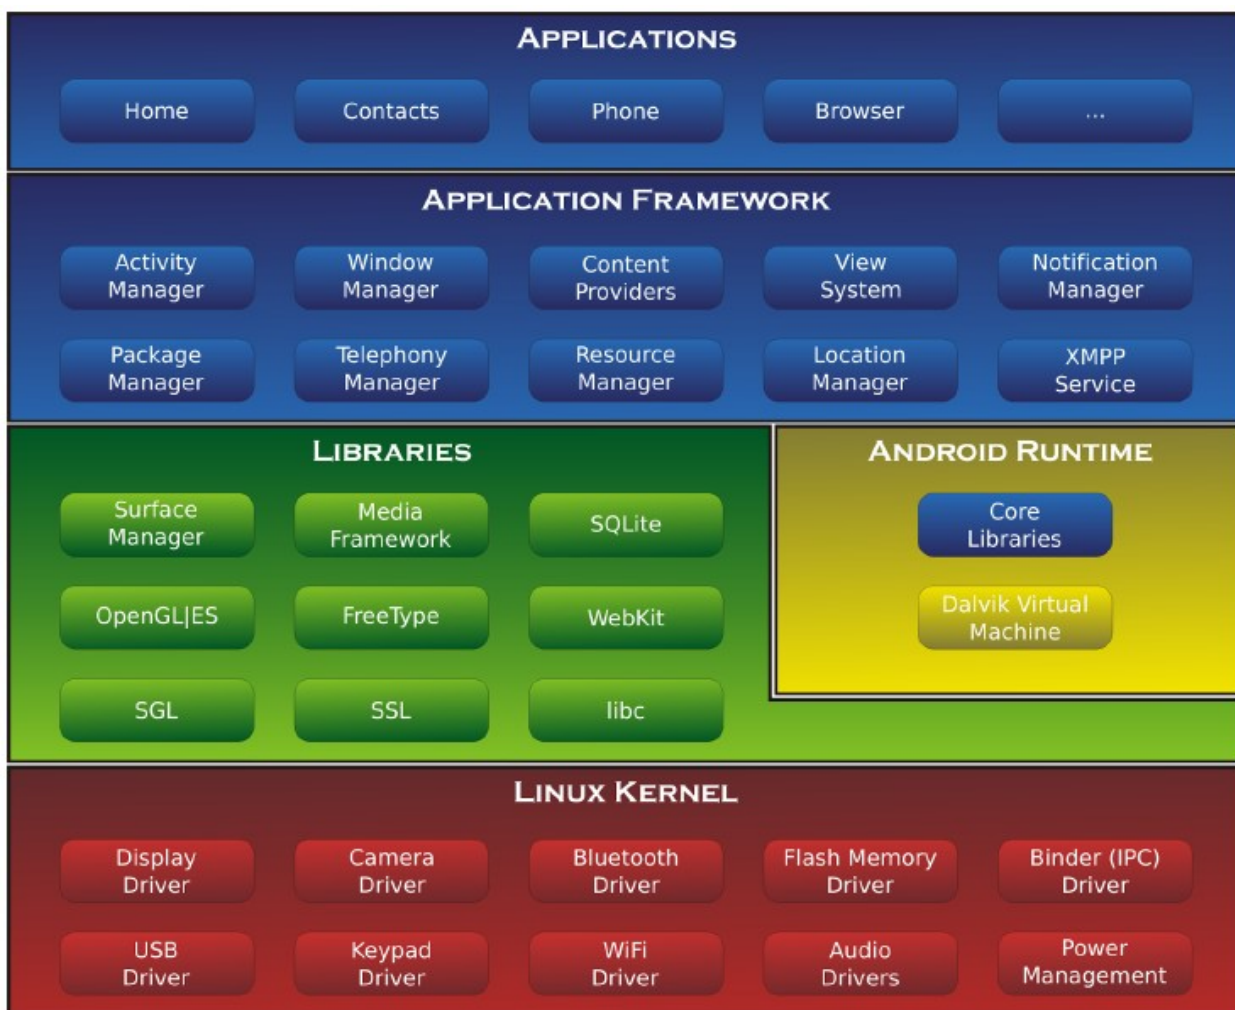 APPLICATIONS
Home
Contacts
Phone
Browser
...
APPLICATION FRAMEWORK
Activity
Manager
Window
Manager
Content
Providers
View
System
Notification
Manager
Package
Manager
Telephony
Manager
Resource
Manager
Location
Manager
XMPP
Service
LIBRARIES
Surface
Manager
Media
Framework
SQLite
OpenGL|ES
FreeType
WebKit
SGL
SSL
libc
ANDROID RUNTIME
Core
Libraries
Dalvik Virtual
Machine
LINUX KERNEL
Display
Driver
Camera
Driver
Bluetooth
Driver
Flash Memory
Driver
Binder (IPC)
Driver
USB
Driver
Keypad
Driver
WiFi
Driver
Audio
Drivers
Power
Management